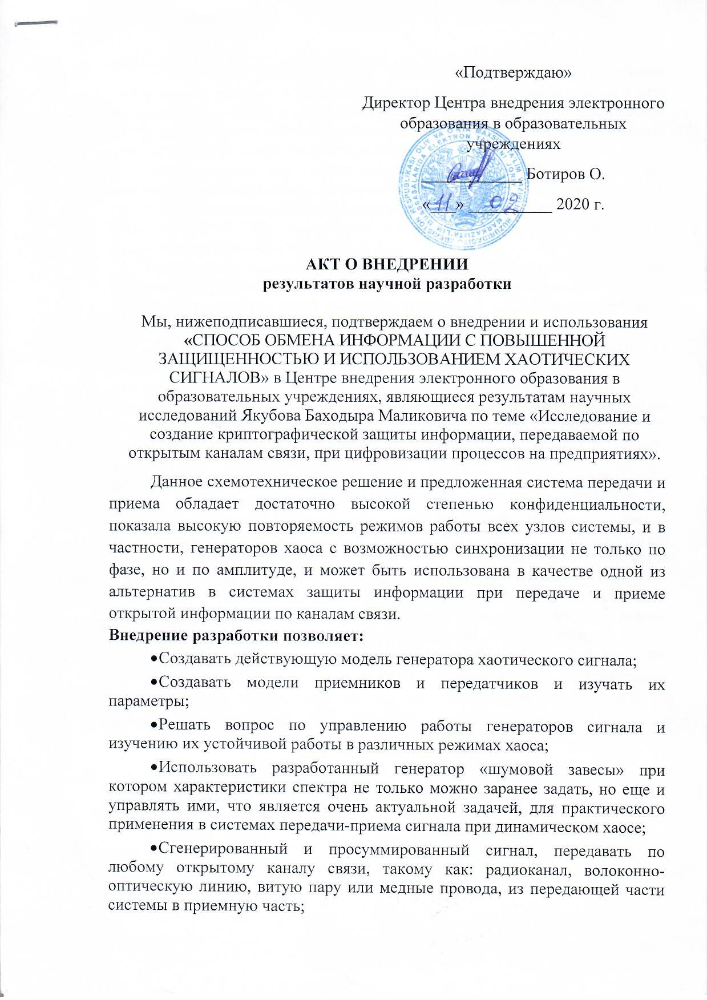 «Подтверждаю»
Директор Центра внедрения электронного
образования в образовательных
учреждениях
Ботиров О.
«11» 02 2020 г.
АКТ О ВНЕДРЕНИИ
результатов научной разработки
Мы, нижеподписавшиеся, подтверждаем о внедрении и использования
«СПОСОБ ОБМЕНА ИНФОРМАЦИИ С ПОВЫШЕННОЙ
ЗАЩИЩЕННОСТЬЮ И ИСПОЛЬЗОВАНИЕМ ХАОТИЧЕСКИХ
СИГНАЛОВ» в Центре внедрения электронного образования в
образовательных учреждениях, являющиеся результатам научных
исследований Якубова Баходыра Маликовича по теме «Исследование и
создание криптографической защиты информации, передаваемой по
открытым каналам связи, при цифровизации процессов на предприятиях».
Данное схемотехническое решение и предложенная система передачи и
приема обладает достаточно высокой степенью конфиденциальности,
показала высокую повторяемость режимов работы всех узлов системы, и в
частности, генераторов хаоса с возможностью синхронизации не только по
фазе, но и по амплитуде, и может быть использована в качестве одной из
альтернатив в системах защиты информации при передаче и приеме
открытой информации по каналам связи.
Внедрение разработки позволяет:
•Создавать действующую модель генератора хаотического сигнала;
•Создавать модели приемников и передатчиков и изучать их
параметры;
•Решать вопрос по управлению работы генераторов сигнала и
изучению их устойчивой работы в различных режимах хаоса;
•Использовать разработанный генератор «шумовой завесы» при
котором характеристики спектра не только можно заранее задать, но еще и
управлять ими, что является очень актуальной задачей, для практического
применения в системах передачи-приема сигнала при динамическом хаосе;
•Сгенерированный и просуммированный сигнал, передавать по
любому открытому каналу связи, такому как: радиоканал, волоконно-
оптическую линию, витую пару или медные провода, из передающей части
системы в приемную часть;